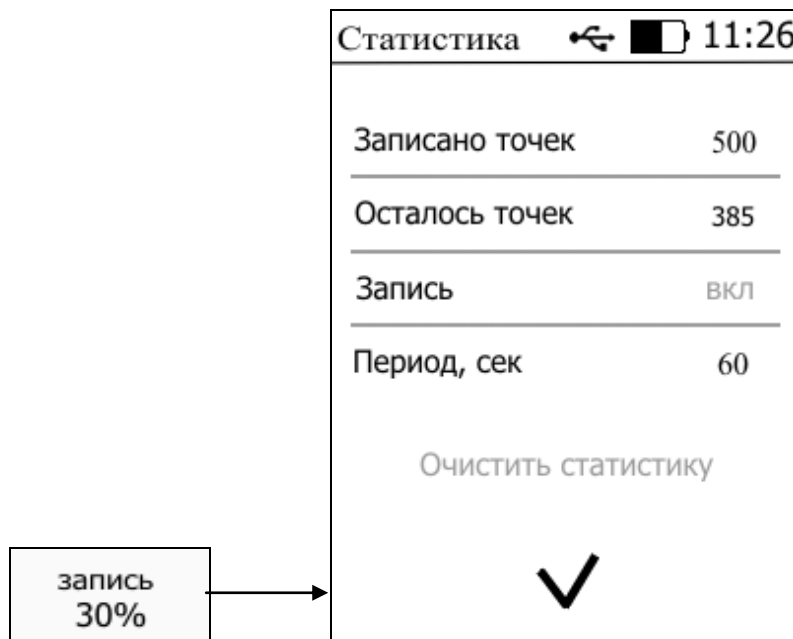 Статистика 11:26
Записано точек 500
Осталось точек 385
Запись вкл
Период, сек 60
Очистить статистику
запись
30%